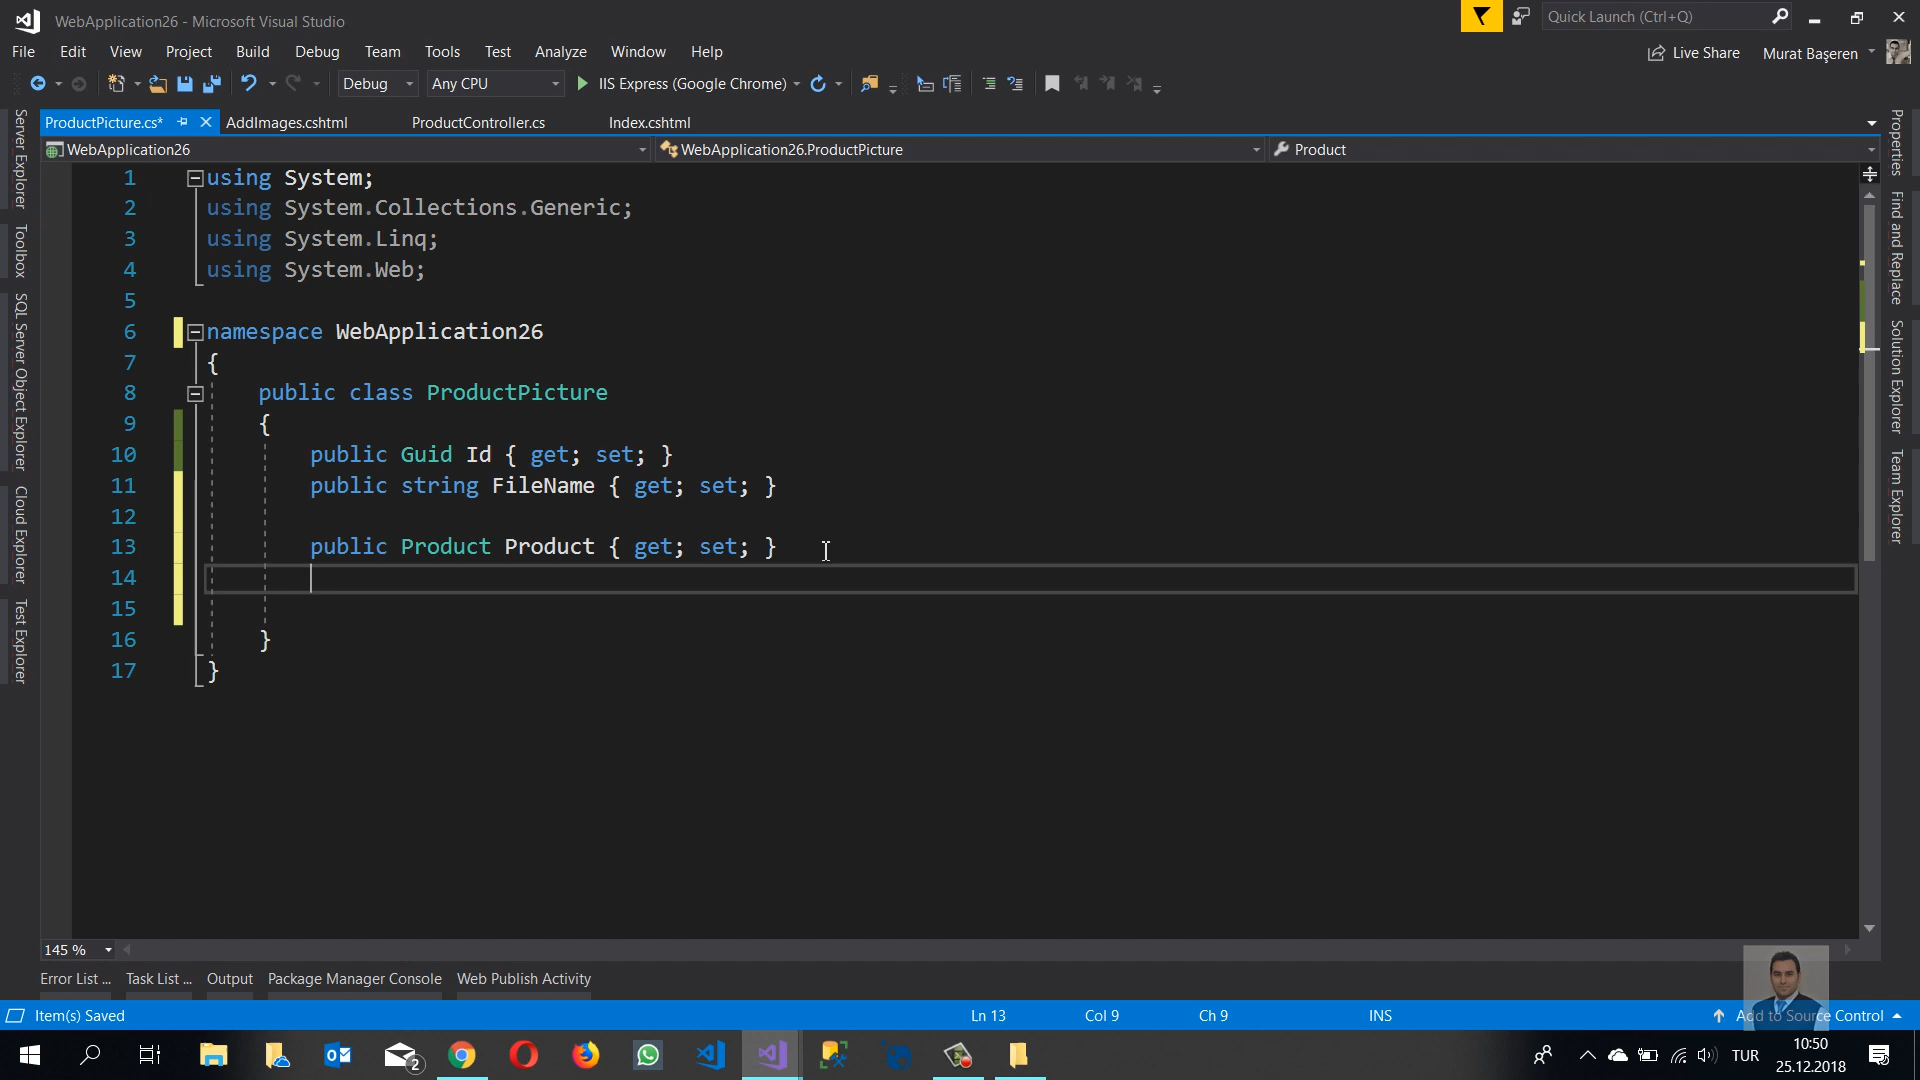 WebApplication26 - Microsoft Visual Studio
Quick Launch (Ctrl+Q)
File Edit View Project Build Debug Team Tools Test Analyze Window Help
Live Share
Murat Başeren
Debug
Any CPU
IIS Express (Google Chrome)
ProductPicture.cs*
AddImages.cshtml
ProductController.cs
Index.cshtml
WebApplication26
WebApplication26.ProductPicture
Product
Server Explorer
Toolbox
SQL Server Object Explorer
Cloud Explorer
Test Explorer
1 using System;
2 using System.Collections.Generic;
3 using System.Linq;
4 using System.Web;
5
6 namespace WebApplication26
7 {
8 public class ProductPicture
9 {
10 public Guid Id { get; set; }
11 public string FileName { get; set; }
12
13 public Product Product { get; set; }
14
15
16 }
17 }
Properties
Find and Replace
Solution Explorer
Team Explorer
145 %
Error List ...
Task List ...
Output
Package Manager Console
Web Publish Activity
Item(s) Saved
Ln 13
Col 9
Ch 9
INS
Add to Source Control
2
TUR
10:50
25.12.2018